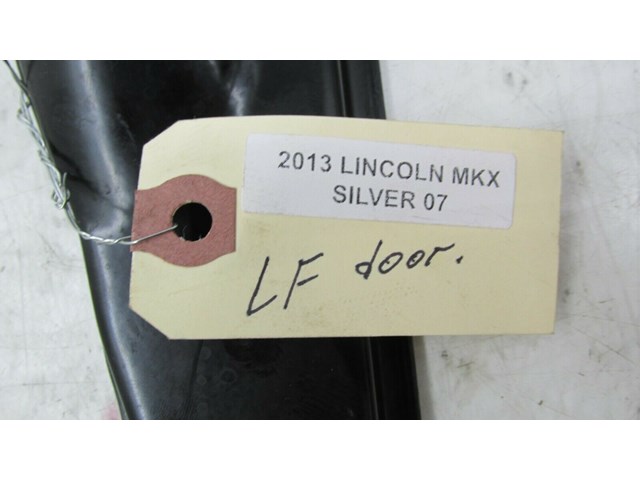 2013 LINCOLN MKX
SILVER 07
LF door.